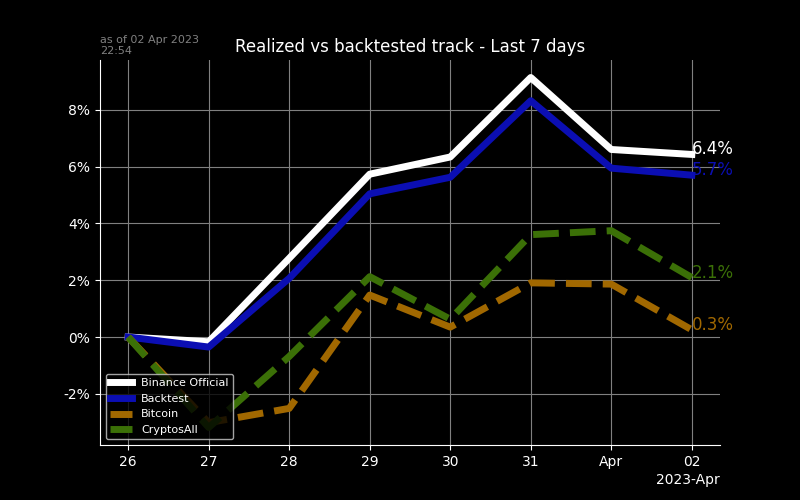 as of 02 Apr 2023
22:54
Realized vs backtested track - Last 7 days
8%
6%
4%
2%
0%
-2%
6.4%
5.7%
2.1%
0.3%
Binance Official
Backtest
Bitcoin
CryptosAll
26
27
28
29
30
31
Apr
02
2023-Apr